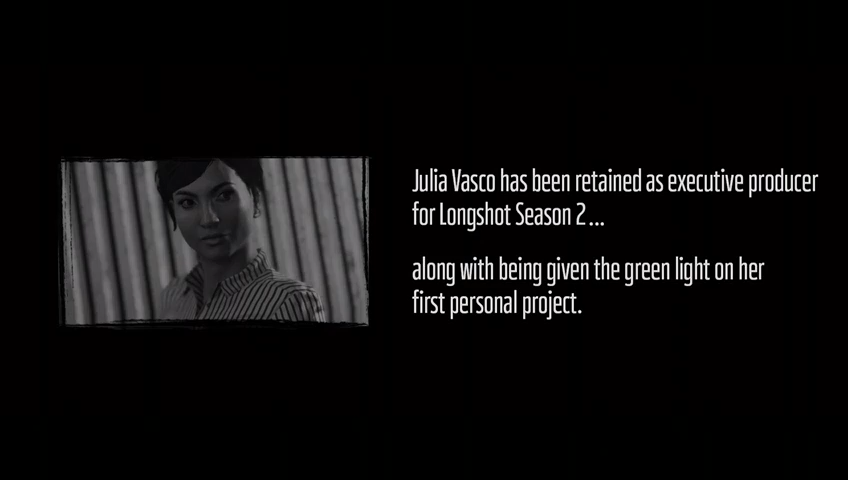 Julia Vasco has been retained as executive producer
for Longshot Season 2...
along with being given the green light on her
first personal project.